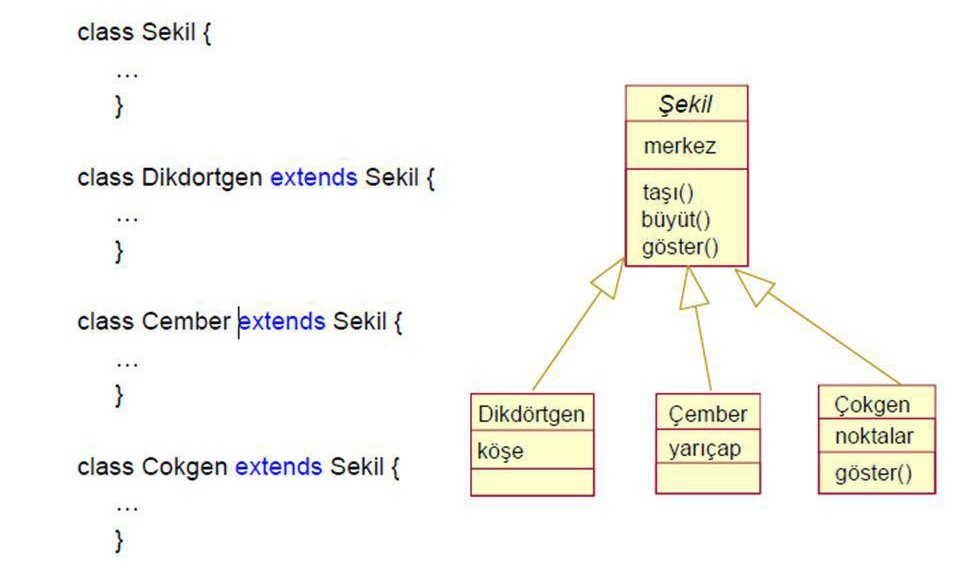 class Sekil {
...
}
class Dikdortgen extends Sekil {
...
}
class Cember extends Sekil {
...
}
class Cokgen extends Sekil {
...
}
Şekil
merkez
taşı()
büyüt()
göster()
Dikdörtgen
köşe
Çember
yarıçap
Çokgen
noktalar
göster()